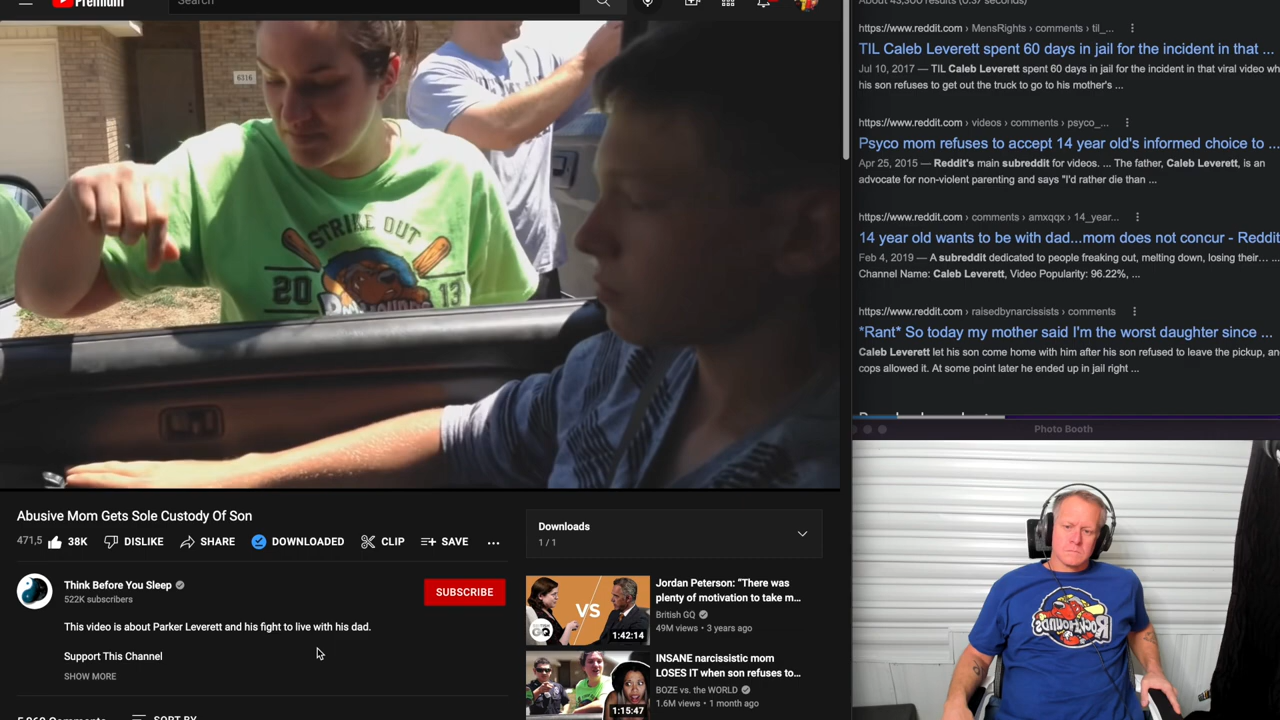 Premium
Search
6316
STRIKE OUT
20 13
Abusive Mom Gets Sole Custody Of Son
471,5 38K DISLIKE SHARE DOWNLOADED CLIP SAVE ...
Think Before You Sleep
522K subscribers
SUBSCRIBE
This video is about Parker Leverett and his fight to live with his dad.
Support This Channel
SHOW MORE
SORT BY
Downloads
1 / 1
VS
GQ
1:42:14
Jordan Peterson: “There was
plenty of motivation to take m...
British GQ
49M views • 3 years ago
1:15:47
INSANE narcissistic mom
LOSES IT when son refuses to...
BOZE vs. the WORLD
1.6M views • 1 month ago
About 43,300 results (0.37 seconds)
https://www.reddit.com › MensRights › comments › til_...
TIL Caleb Leverett spent 60 days in jail for the incident in that ...
Jul 10, 2017 — TIL Caleb Leverett spent 60 days in jail for the incident in that viral video wh
his son refuses to get out the truck to go to his mother's ...
https://www.reddit.com › videos › comments › psyco_...
Psyco mom refuses to accept 14 year old's informed choice to ...
Apr 25, 2015 — Reddit's main subreddit for videos. ... The father, Caleb Leverett, is an
advocate for non-violent parenting and says "I'd rather die than ...
https://www.reddit.com › comments › amxqqx › 14_year...
14 year old wants to be with dad...mom does not concur - Reddit
Feb 4, 2019 — A subreddit dedicated to people freaking out, melting down, losing their... ...
Channel Name: Caleb Leverett, Video Popularity: 96.22%, ...
https://www.reddit.com › raisedbynarcissists › comments
*Rant* So today my mother said I'm the worst daughter since ...
Caleb Leverett let his son come home with him after his son refused to leave the pickup, an
cops allowed it. At some point later he ended up in jail right ...
Photo Booth
RockHounds